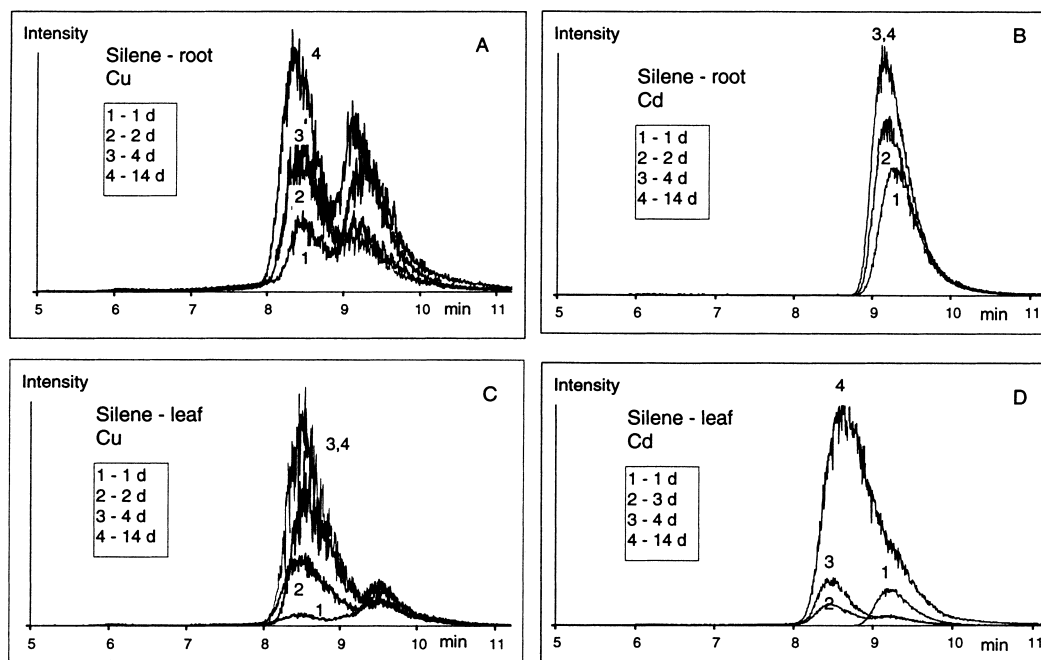 Intensity
A
Silene - root
Cu
1 - 1 d
2 - 2 d
3 - 4 d
4 - 14 d
4
3
2
1
5 6 7 8 9 10 min 11
B
Silene - root
Cd
1 - 1 d
2 - 2 d
3 - 4 d
4 - 14 d
3,4
2
1
5 6 7 8 9 10 min 11
Intensity
C
Silene - leaf
Cu
1 - 1 d
2 - 2 d
3 - 4 d
4 - 14 d
3,4
2
1
5 6 7 8 9 10 min 11
Intensity
D
Silene - leaf
Cd
1 - 1 d
2 - 3 d
3 - 4 d
4 - 14 d
4
3
1
2
5 6 7 8 9 10 min 11